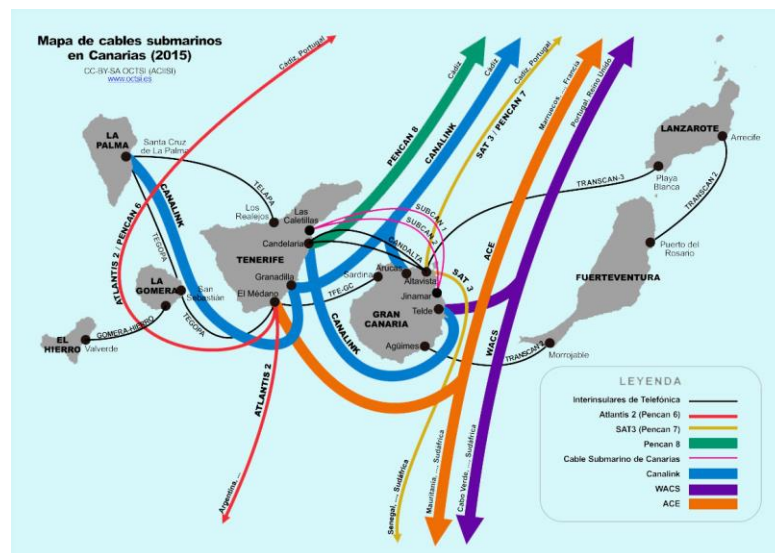 Mapa de cables submarinos
en Canarias (2015)
CC-BY-SA OCTSI (ACIISI)
www.octsi.es
Cádiz, Portugal
Cádiz
Cádiz
Cádiz, Portugal
Marruecos, ---- Francia
Portugal, Reino Unido
LA
PALMA
Santa Cruz
de La Palma
TELAPA
Los
Realejos
Las
Caletillas
Candelaria
TENERIFE
Granadilla
El Médano
PENCAN 8
CANALINK
SAT 3 / PENCAN 7
LANZAROTE
Arrecife
Playa
Blanca
TRANSCAN-3
TRANSCAN 2
CANALINK
TEGOPA
ATLANTIS 2 / PENCAN 6
SUBCAN 1
SUBCAN 2
CANDALTA
Sardina
Arucas
Altavista
SAT 3
ACE
Puerto del
Rosario
FUERTEVENTURA
LA
GOMERA
San
Sebastián
TEGOPA
TFE-GC
Jinamar
GRAN
CANARIA
Telde
EL
HIERRO
Valverde
GOMERA-HIERRO
CANALINK
Agüimes
WACS
Morrojable
ATLANTIS 2
Argentina, ...
Senegal, ---- Sudáfrica
Mauritania, ---- Sudáfrica
Cabo Verde, ---- Sudáfrica
LEYENDA
Interinsulares de Telefónica
Atlantis 2 (Pencan 6)
SAT3 (Pencan 7)
Pencan 8
Cable Submarino de Canarias
Canalink
WACS
ACE